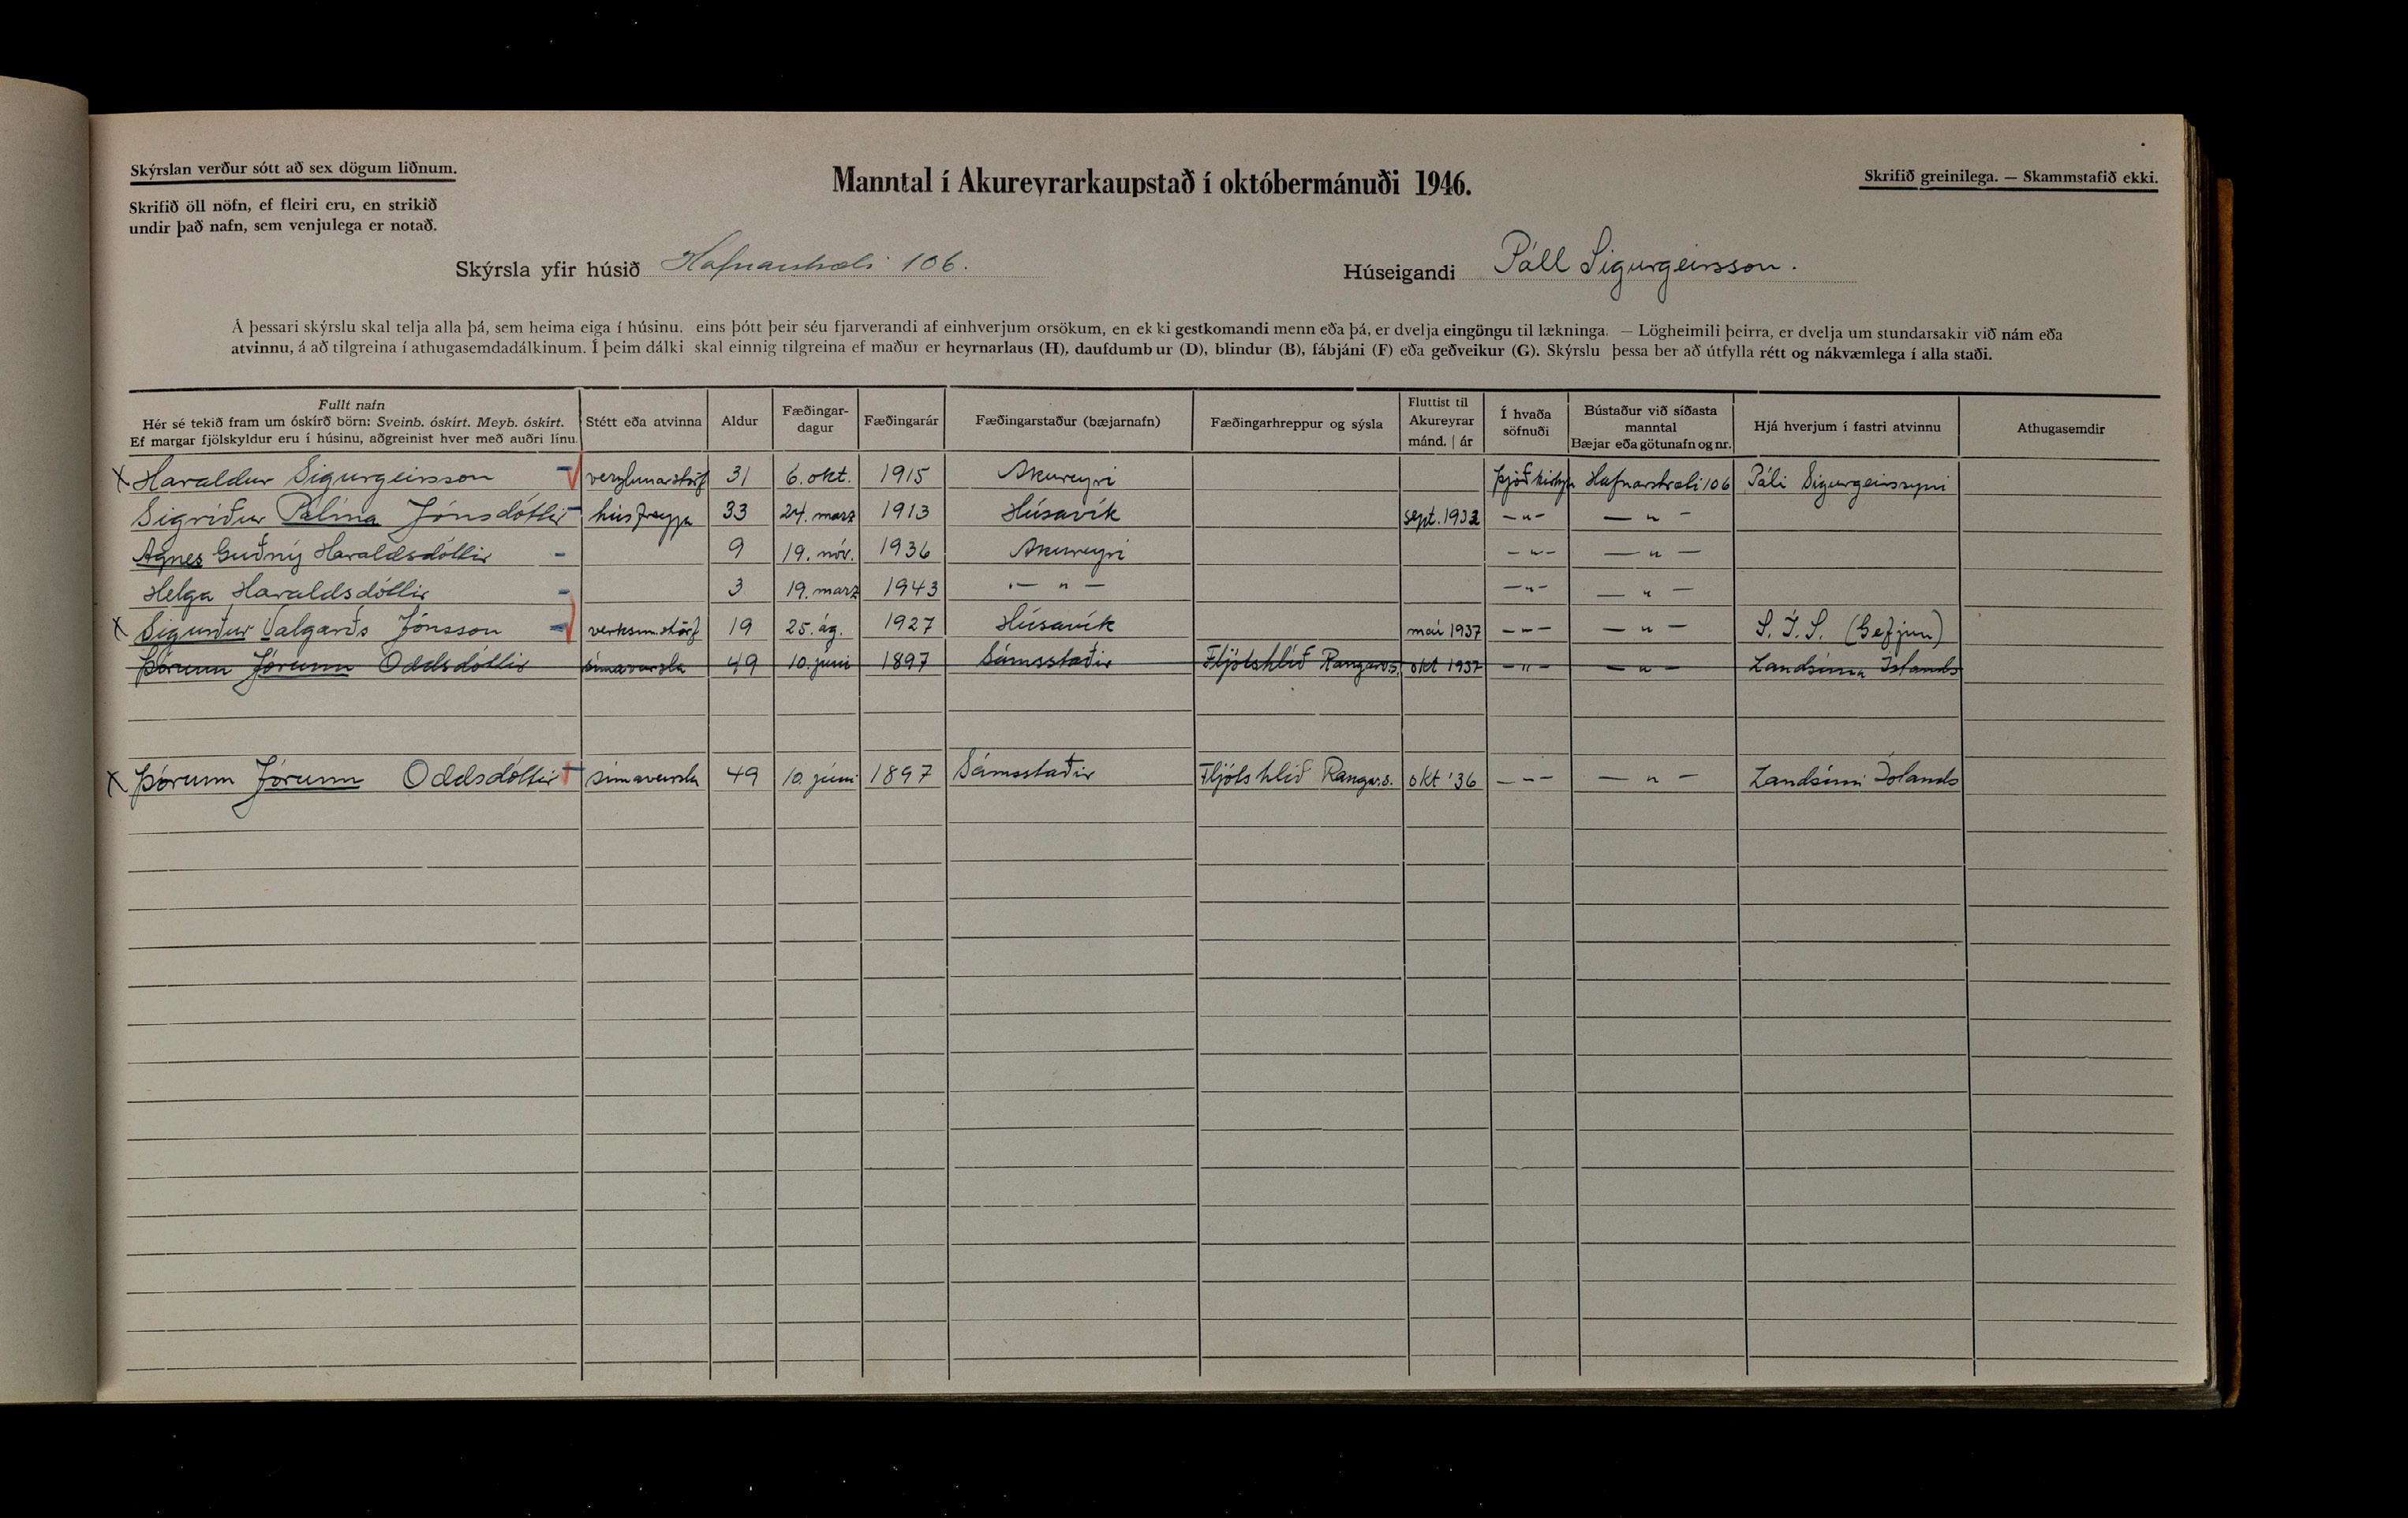 Skýrslan verður sótt að sex dögum liðnum.
Manntal í Akureyrarkaupstað í októbermánuði 1946.
Skrifið greinilega. — Skammstafið ekki.
Skrifið öll nöfn, ef fleiri eru, en strikið
undir það nafn, sem venjulega er notað.
Skýrsla yfir húsið Hafnarstræti 106. Húseigandi Páll Sigurgeirsson.
Á þessari skýrslu skal telja alla þá, sem heima eiga í húsinu, eins þótt þeir séu fjarverandi af einhverjum orsökum, en ekki gestkomandi menn eða þá, er dvelja eingöngu til lækninga. — Lögheimili þeirra, er dvelja um stundarsakir við nám eða
atvinnu, á að tilgreina í athugasemdadálkinum. Í þeim dálki skal einnig tilgreina ef maður er heyrnarlaus (H), daufdumbur (D), blindur (B), fábjáni (F) eða geðveikur (G). Skýrslu þessa ber að útfylla rétt og nákvæmlega í alla staði.
Fullt nafn
Hér sé tekið fram um óskírð börn: Sveinb. óskírt. Meyb. óskírt.
Ef margar fjölskyldur eru í húsinu, aðgreinist hver með auðri línu.
Stétt eða atvinna
Aldur
Fæðingar-
dagur
Fæðingarár
Fæðingarstaður (bæjarnafn)
Fæðingarhreppur og sýsla
Fluttist til
Akureyrar
mánd. | ár
Í hvaða
söfnuði
Bústaður við síðasta
manntal
Bæjar eða götunafn og nr.
Hjá hverjum í fastri atvinnu
Athugasemdir
x Haraldur Sigurgeirsson verzlunarstörf 31 6. okt. 1915 Akureyri Þjóðkirkju Hafnarstræti 106 Páli Sigurgeirssyni
Sigríður Pálína Jónsdóttir húsfreyja 33 24. marz 1913 Húsavík sept. 1932 — " — — " —
Agnes Guðný Haraldsdóttir 9 19. nóv. 1936 Akureyri — " — — " —
Helga Haraldsdóttir 3 19. marz 1943 — " — — " — — " —
x Sigurður Valgarðs Jónsson verksm.störf 19 25. ág. 1927 Húsavík maí 1937 — " — — " — S. Í. S. (Gefjun)
Þórunn Jórunn Oddsdóttir símavarzla 49 10. júní 1897 Sámsstaðir Fljótshlíð Rangárv.s. okt 1937 — " — — " — Landsíma Íslands
x Þórunn Jórunn Oddsdóttir símavarzla 49 10. júní 1897 Sámsstaðir Fljótshlíð Rangárv.s. okt '36 — " — — " — Landsími Íslands